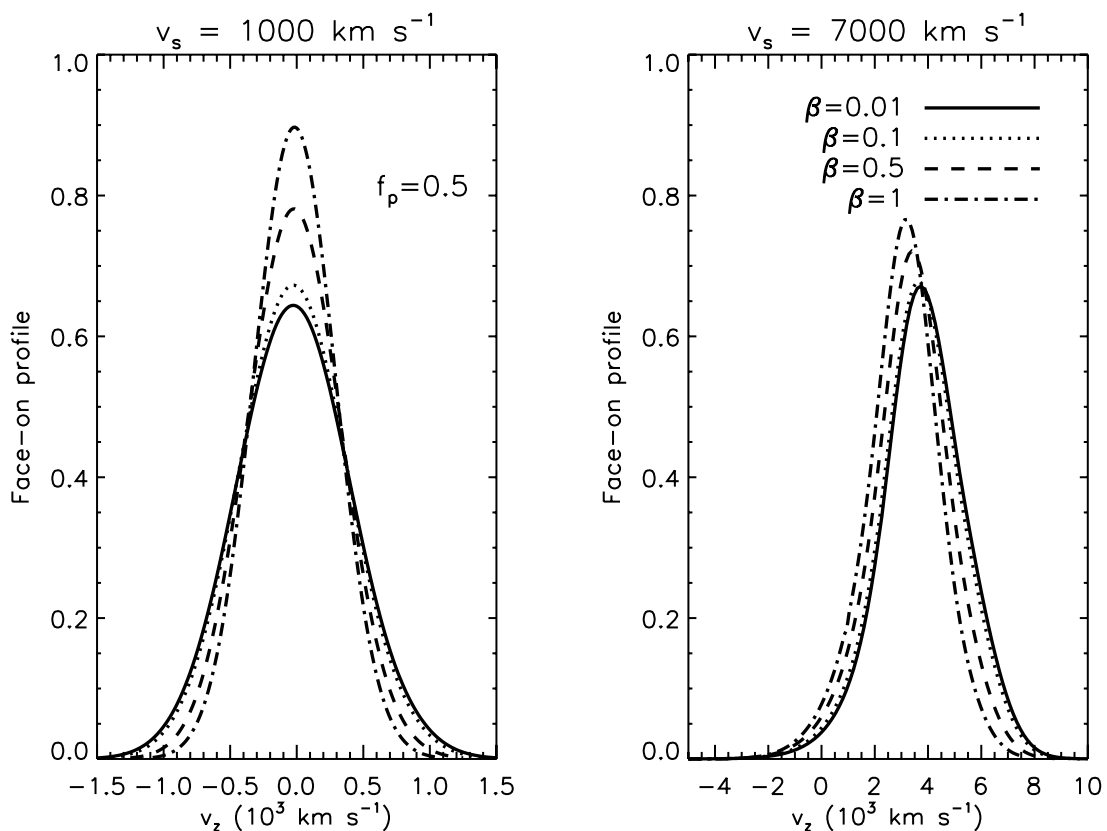 v_s = 1000 km s⁻¹
1.0
0.8
0.6
0.4
0.2
0.0
Face−on profile
f_p=0.5
−1.5 −1.0 −0.5 0.0 0.5 1.0 1.5
v_z (10³ km s⁻¹)
v_s = 7000 km s⁻¹
1.0
0.8
0.6
0.4
0.2
0.0
Face−on profile
β=0.01
β=0.1
β=0.5
β=1
−4 −2 0 2 4 6 8 10
v_z (10³ km s⁻¹)